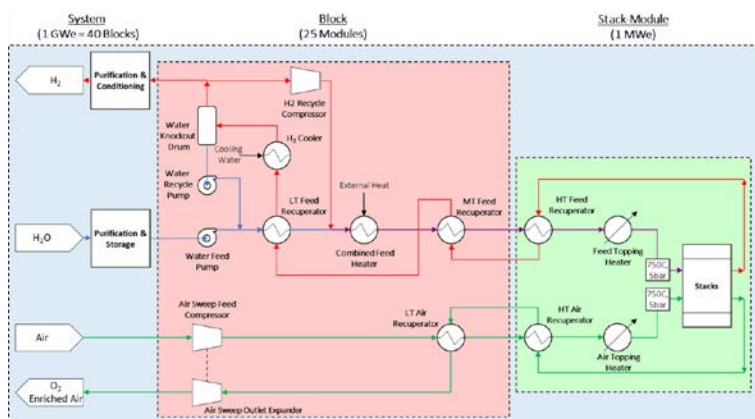 System
(1 GWe = 40 Blocks)
Block
(25 Modules)
Stack-Module
(1 MWe)
H2
Purification &
Conditioning
H2 Recycle
Compressor
Water
Knockout
Drum
H2 Cooler
Cooling
Water
Water
Recycle
Pump
LT Feed
Recuperator
External Heat
MT Feed
Recuperator
HT Feed
Recuperator
H2O
Purification
& Storage
Water Feed
Pump
Combined Feed
Heater
Feed Topping
Heater
750C,
5bar
750C,
5bar
Stacks
Air Sweep Feed
Compressor
LT Air
Recuperator
HT Air
Recuperator
Air
Air Topping
Heater
O2
Enriched Air
Air Sweep Outlet Expander